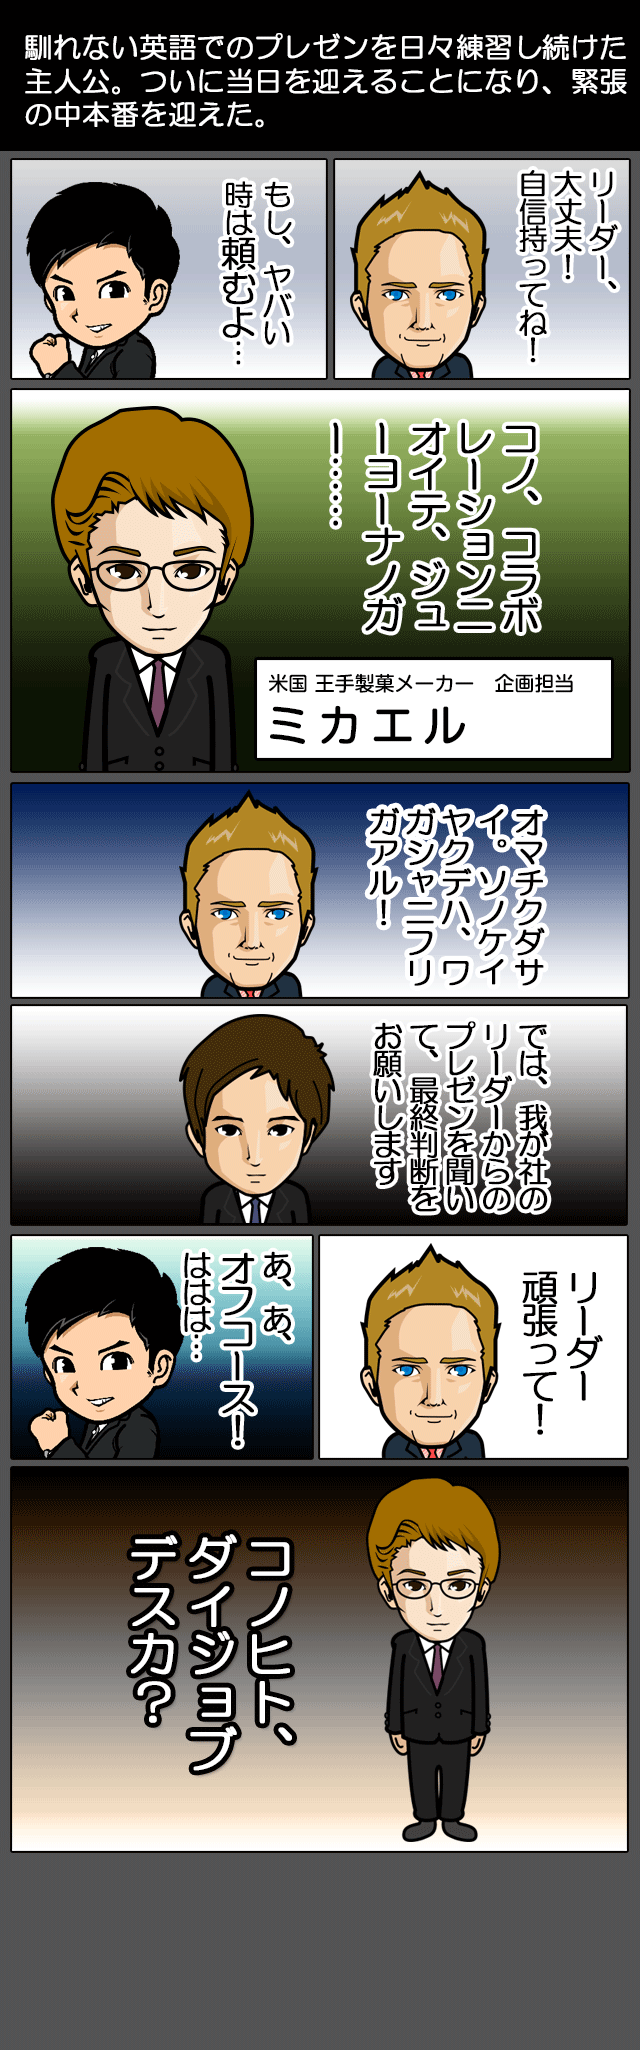 馴れない英語でのプレゼンを日々練習し続けた
主人公。ついに当日を迎えることになり、緊張
の中本番を迎えた。
リーダー、
大丈夫！
自信持ってね！
もし、ヤバい
時は頼むよ…
コノ、コラボ
レーションニ
オイテ、ジュ
ーヨーナノガ
ー………
米国 王手製菓メーカー　企画担当
ミカエル
オマチクダサ
イ。ソノケイ
ヤクデハ、ワ
ガシャニフリ
ガアル！
では、我が社の
リーダーからの
プレゼンを聞い
て、最終判断を
お願いします
リーダー
頑張って！
あ、あ、
オフコース！
ははは…
コノヒト、
ダイジョブ
デスカ？